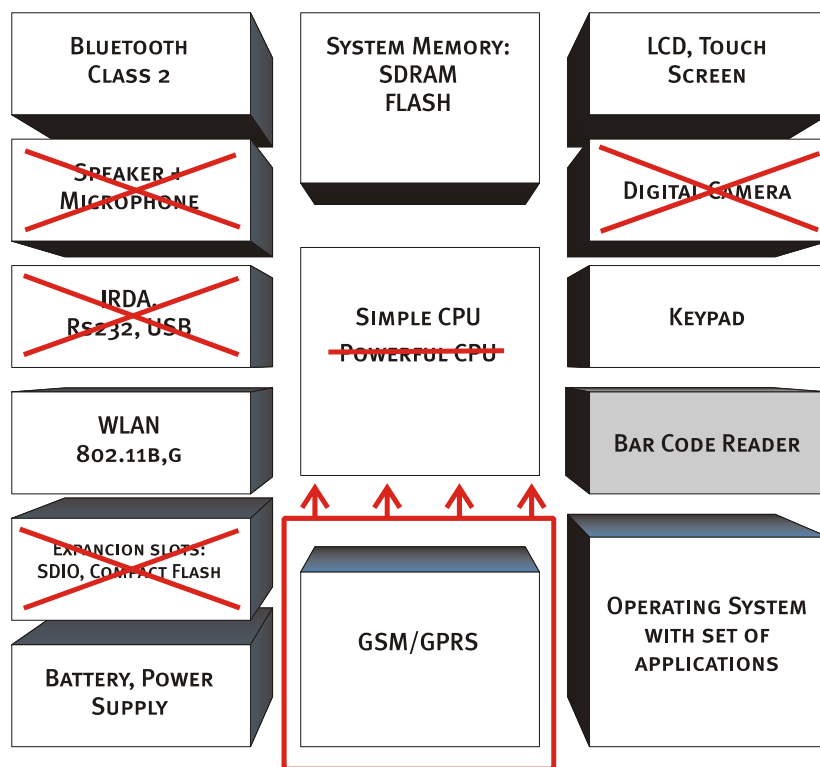 Bluetooth
Class 2
System Memory:
SDRAM
FLASH
LCD, Touch
Screen
Speaker +
Microphone
Digital Camera
IRDA,
Rs232, USB
Simple CPU
Powerful CPU
Keypad
WLAN
802.11b,g
Bar Code Reader
Expancion slots:
SDIO, Compact Flash
GSM/GPRS
Operating System
with set of
applications
Battery, Power
Supply